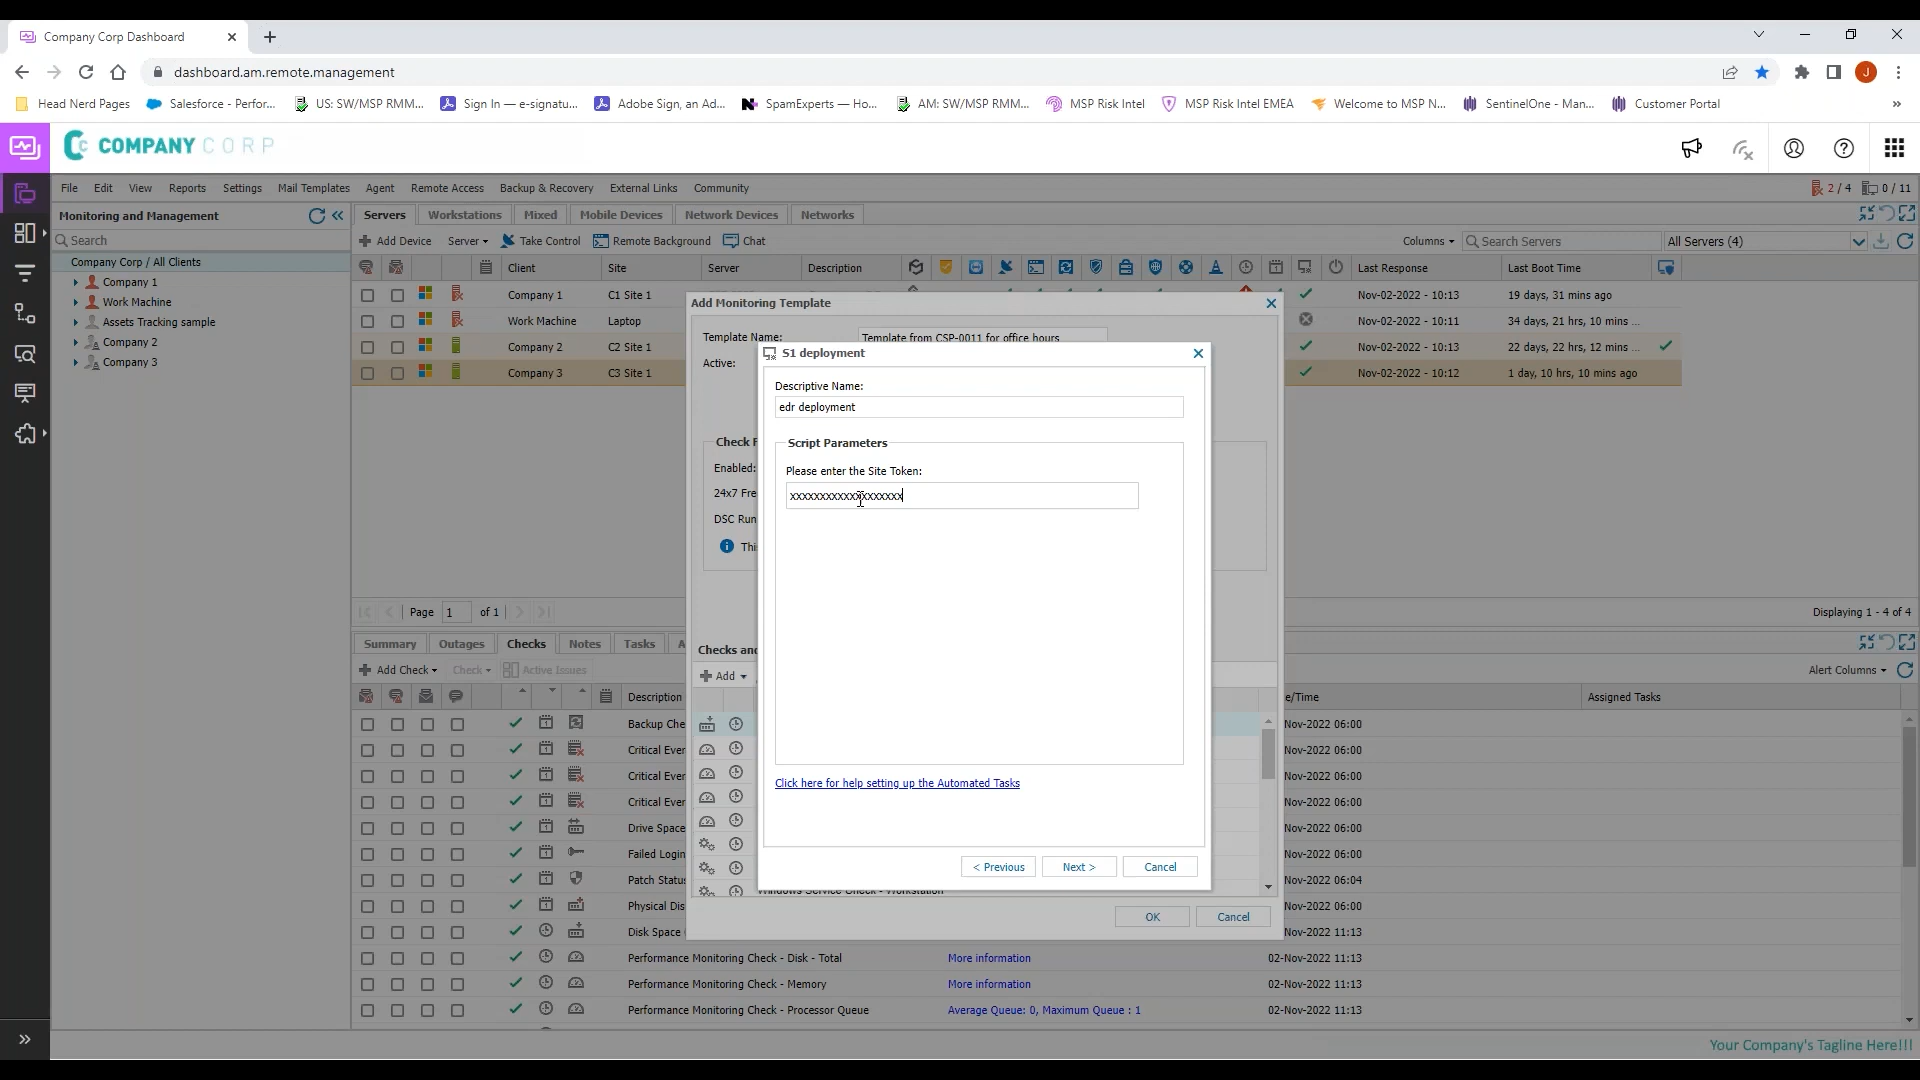 Company Corp Dashboard
dashboard.am.remote.management
Head Nerd Pages
Salesforce - Perfor...
US: SW/MSP RMM...
Sign In — e-signatu...
Adobe Sign, an Ad...
SpamExperts — Ho...
AM: SW/MSP RMM...
MSP Risk Intel
MSP Risk Intel EMEA
Welcome to MSP N...
SentinelOne - Man...
Customer Portal
COMPANY CORP
File Edit View Reports Settings Mail Templates Agent Remote Access Backup & Recovery External Links Community
2 / 4 0 / 11
Monitoring and Management
Servers Workstations Mixed Mobile Devices Network Devices Networks
Search
Add Device Server Take Control Remote Background Chat
Columns Search Servers All Servers (4)
Company Corp / All Clients
Company 1
Work Machine
Assets Tracking sample
Company 2
Company 3
Client Site Server Description Last Response Last Boot Time
Company 1 C1 Site 1 Nov-02-2022 - 10:13 19 days, 31 mins ago
Work Machine Laptop Nov-02-2022 - 10:11 34 days, 21 hrs, 10 mins ...
Company 2 C2 Site 1 Nov-02-2022 - 10:13 22 days, 22 hrs, 12 mins ...
Company 3 C3 Site 1 Nov-02-2022 - 10:12 1 day, 10 hrs, 10 mins ago
Add Monitoring Template
Template Name: Template from CSP-0011 for office hours
Active:
Check F
Enabled:
24x7 Fre
DSC Run
This
Checks and
Add
S1 deployment
Descriptive Name:
edr deployment
Script Parameters
Please enter the Site Token:
xxxxxxxxxxxxxxxxxxx
Click here for help setting up the Automated Tasks
< Previous Next > Cancel
Windows Service Check - Workstation
OK Cancel
Page 1 of 1
Displaying 1 - 4 of 4
Summary Outages Checks Notes Tasks A
Add Check Check Active Issues
Alert Columns
Description e/Time Assigned Tasks
Backup Che Nov-2022 06:00
Critical Ever Nov-2022 06:00
Critical Ever Nov-2022 06:00
Critical Ever Nov-2022 06:00
Drive Space Nov-2022 06:00
Failed Login Nov-2022 06:00
Patch Status Nov-2022 06:04
Physical Dis Nov-2022 06:00
Disk Space Nov-2022 11:13
Performance Monitoring Check - Disk - Total More information 02-Nov-2022 11:13
Performance Monitoring Check - Memory More information 02-Nov-2022 11:13
Performance Monitoring Check - Processor Queue Average Queue: 0, Maximum Queue : 1 02-Nov-2022 11:13
Your Company's Tagline Here!!!